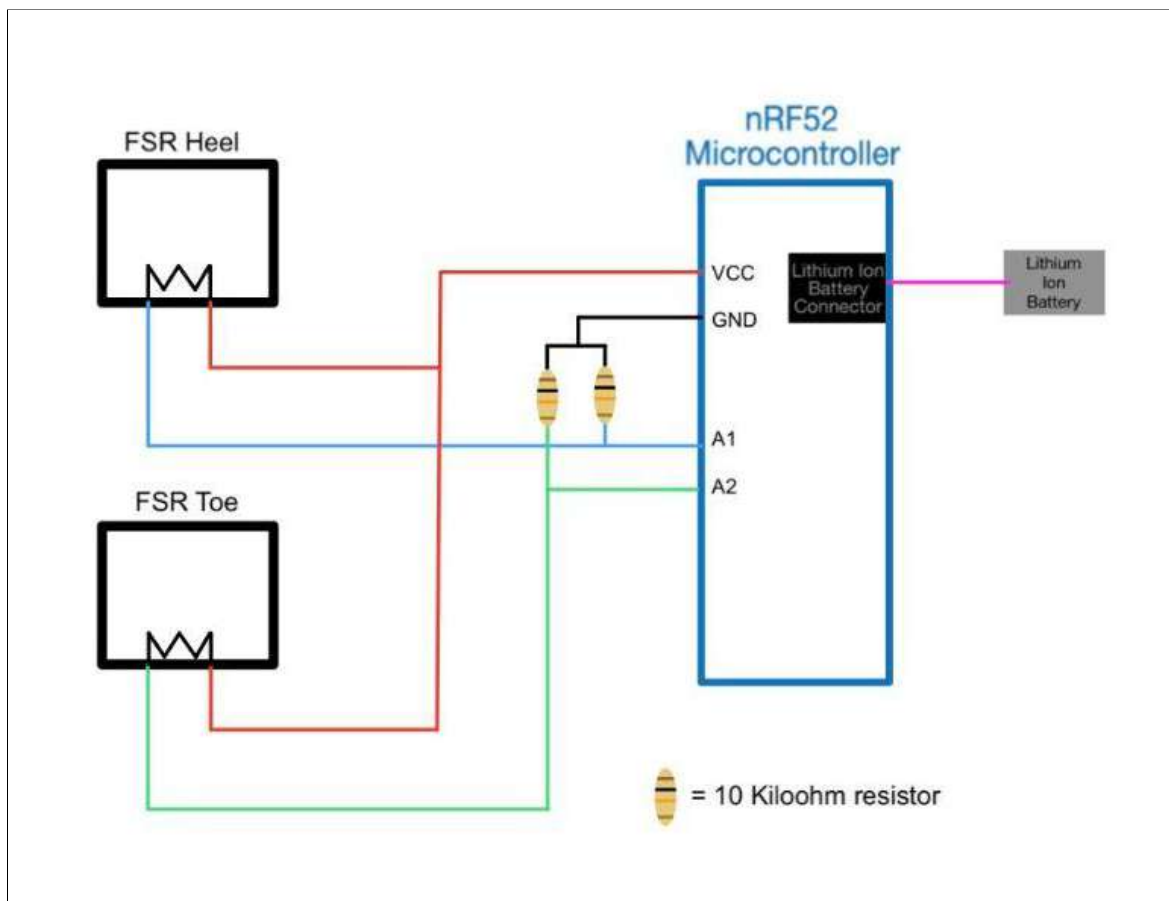 FSR Heel
nRF52
Microcontroller
VCC
GND
A1
A2
Lithium Ion
Battery
Connector
Lithium
Ion
Battery
FSR Toe
= 10 Kiloohm resistor